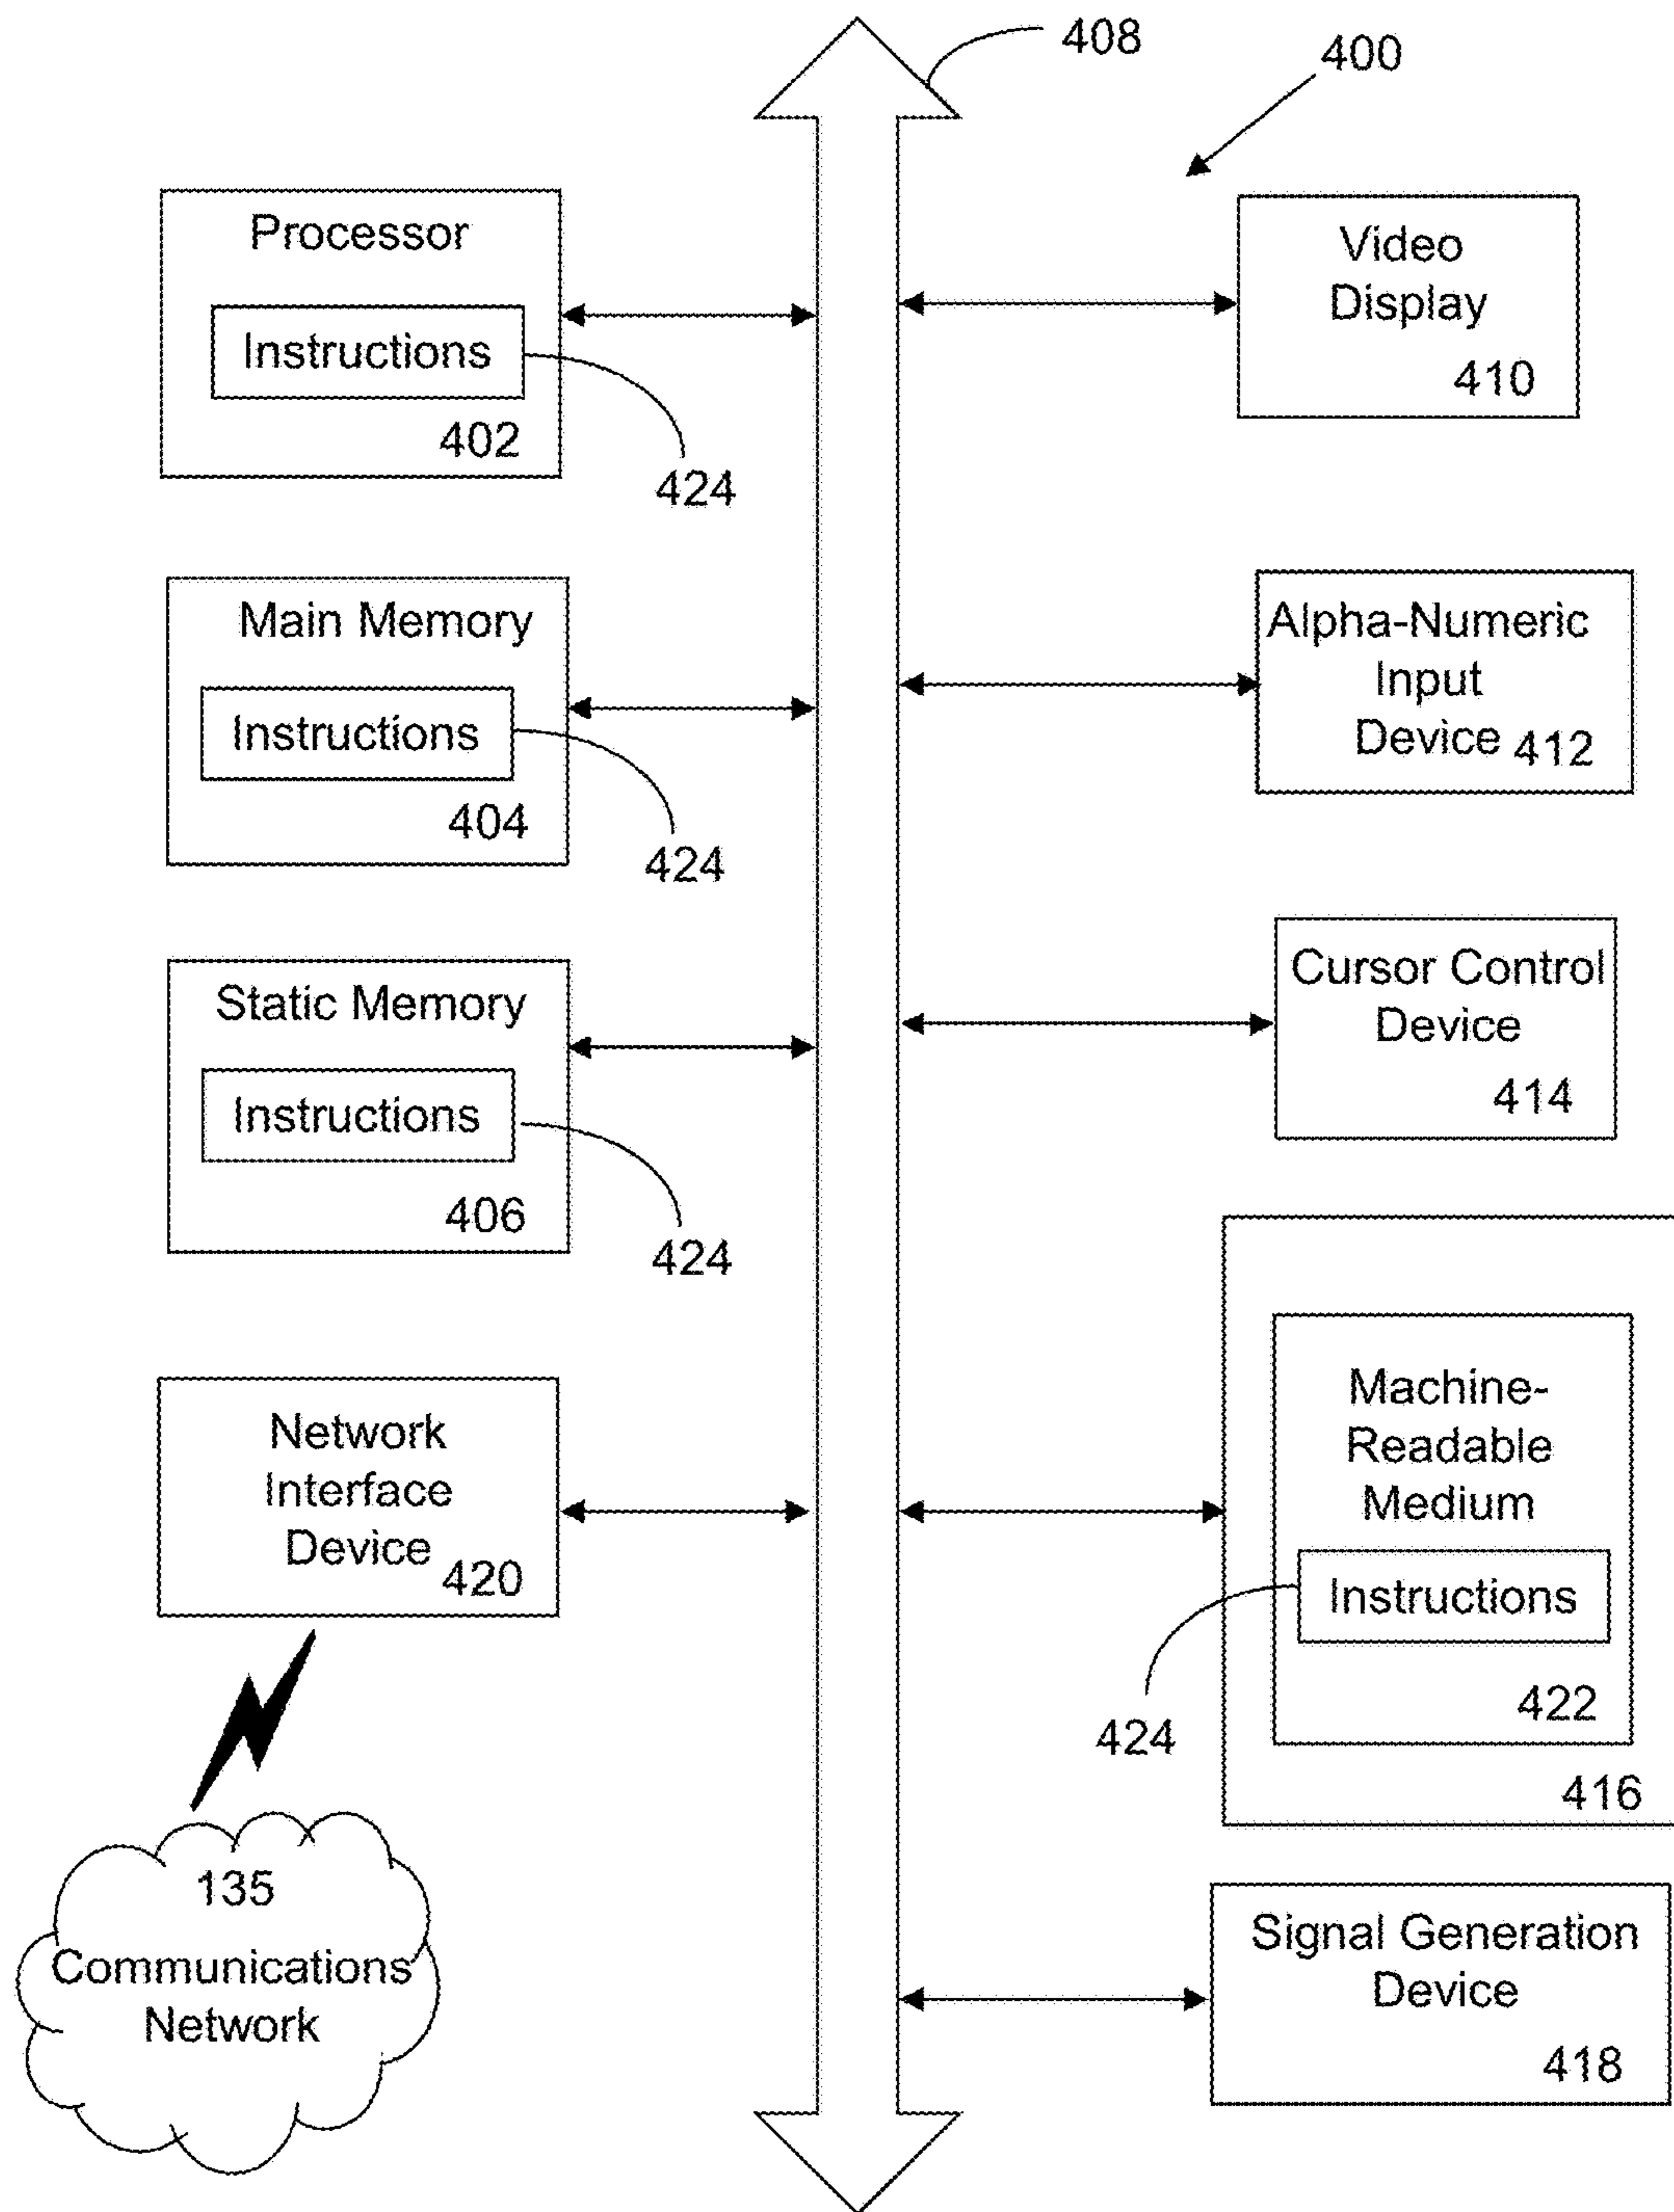 408
400
Processor
Instructions
402
424
Video
Display
410
Main Memory
Instructions
404
424
Alpha-Numeric
Input
Device 412
Static Memory
Instructions
406
424
Cursor Control
Device
414
Network
Interface
Device
420
Machine-
Readable
Medium
Instructions
422
424
416
135
Communications
Network
Signal Generation
Device
418